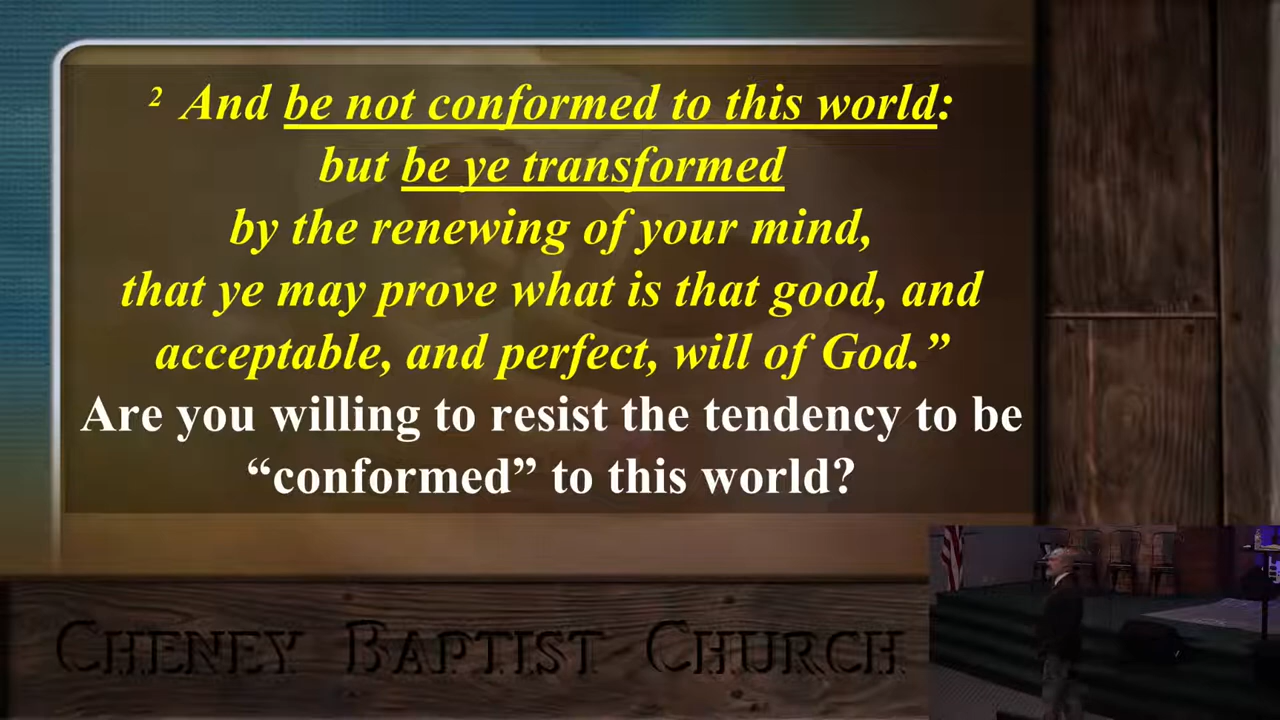 2 And be not conformed to this world:
but be ye transformed
by the renewing of your mind,
that ye may prove what is that good, and
acceptable, and perfect, will of God.”
Are you willing to resist the tendency to be
“conformed” to this world?
CHENEY BAPTIST CHURCH